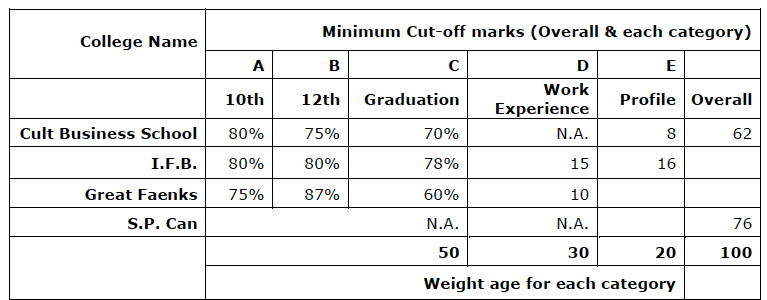 College Name Minimum Cut-off marks (Overall & each category)
A B C D E
10th 12th Graduation Work Experience Profile Overall
Cult Business School 80% 75% 70% N.A. 8 62
I.F.B. 80% 80% 78% 15 16
Great Faenks 75% 87% 60% 10
S.P. Can N.A. N.A. 76
50 30 20 100
Weight age for each category